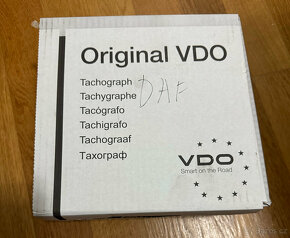 Original VDO
Tachograph
Tachygraphe
DAF
Tacógrafo
Tachigrafo
Tachograaf
Тахограф
VDO
Smart on the Road